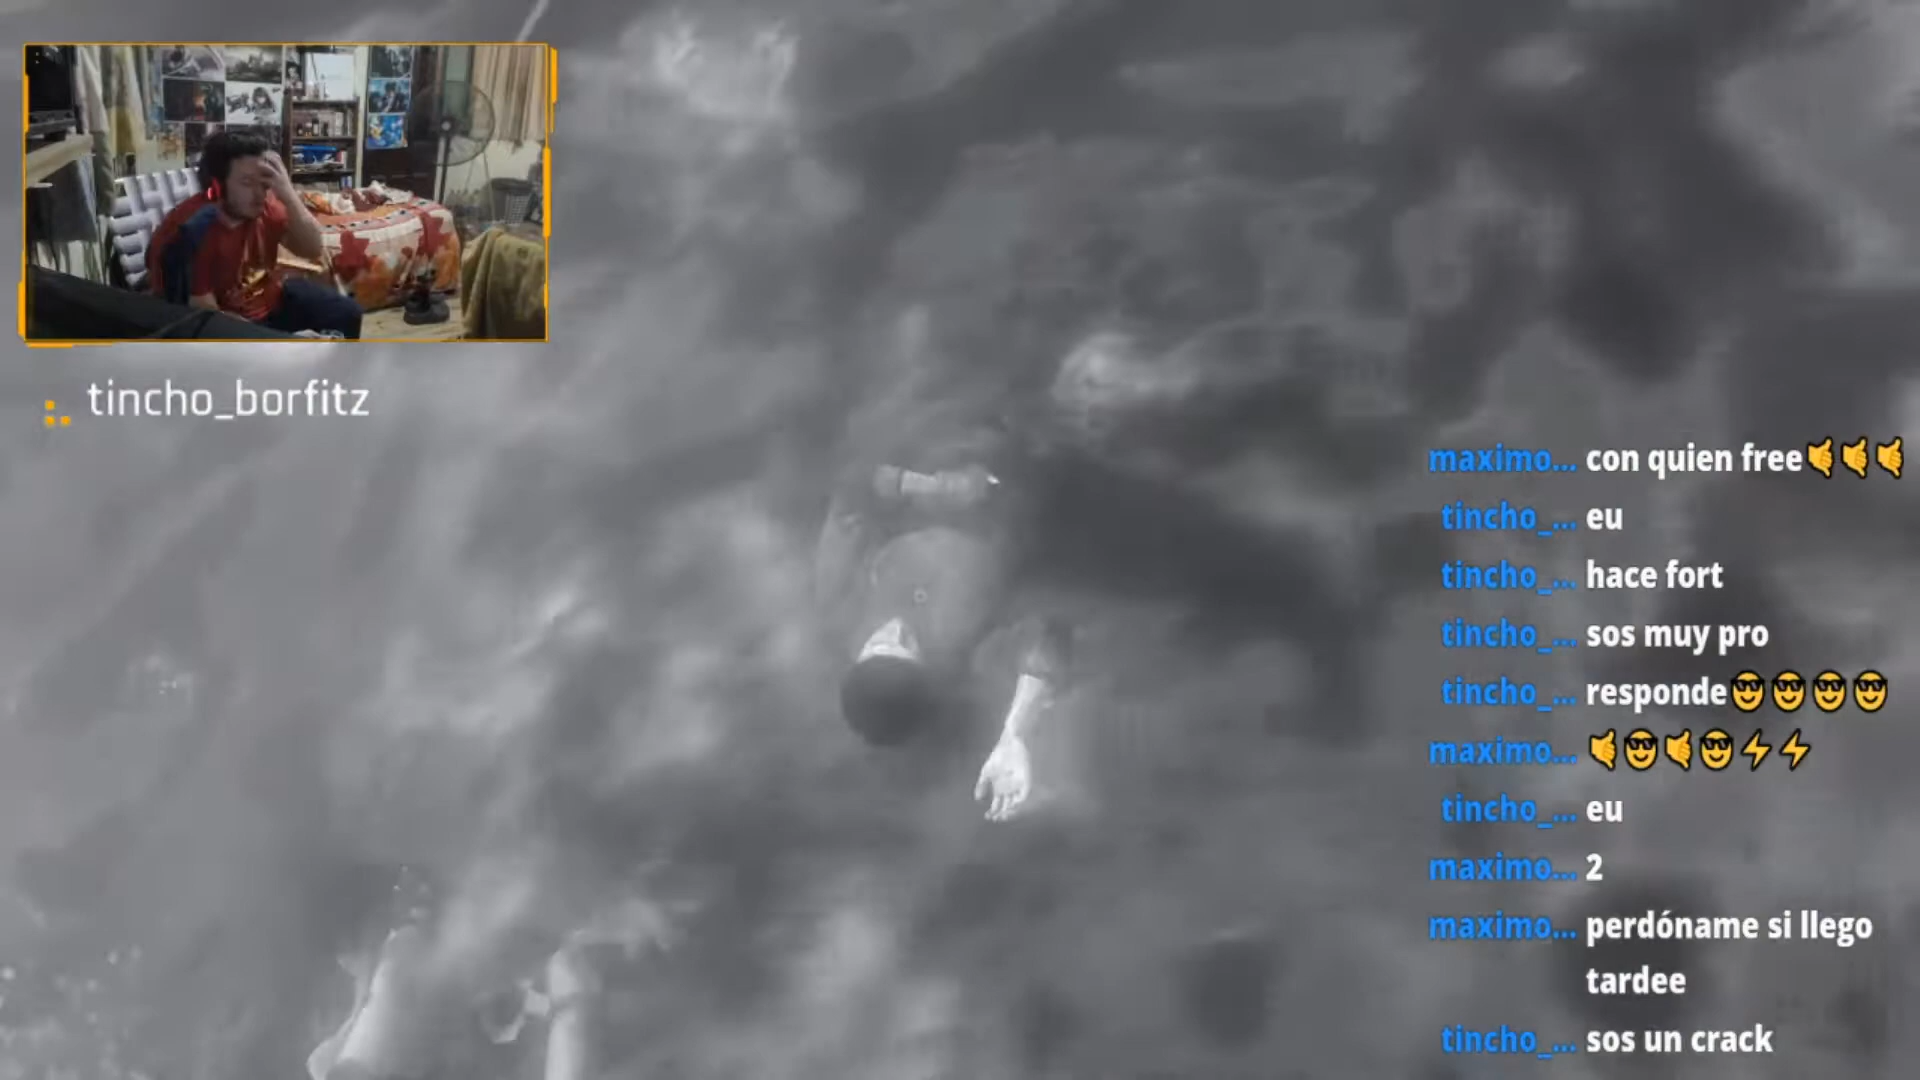 tincho_borfitz
maximo... con quien free👍👍👍
tincho_... eu
tincho_... hace fort
tincho_... sos muy pro
tincho_... responde😎😎😎😎
maximo... 👍😎👍😎⚡⚡
tincho_... eu
maximo... 2
maximo... perdóname si llego
tardee
tincho_... sos un crack